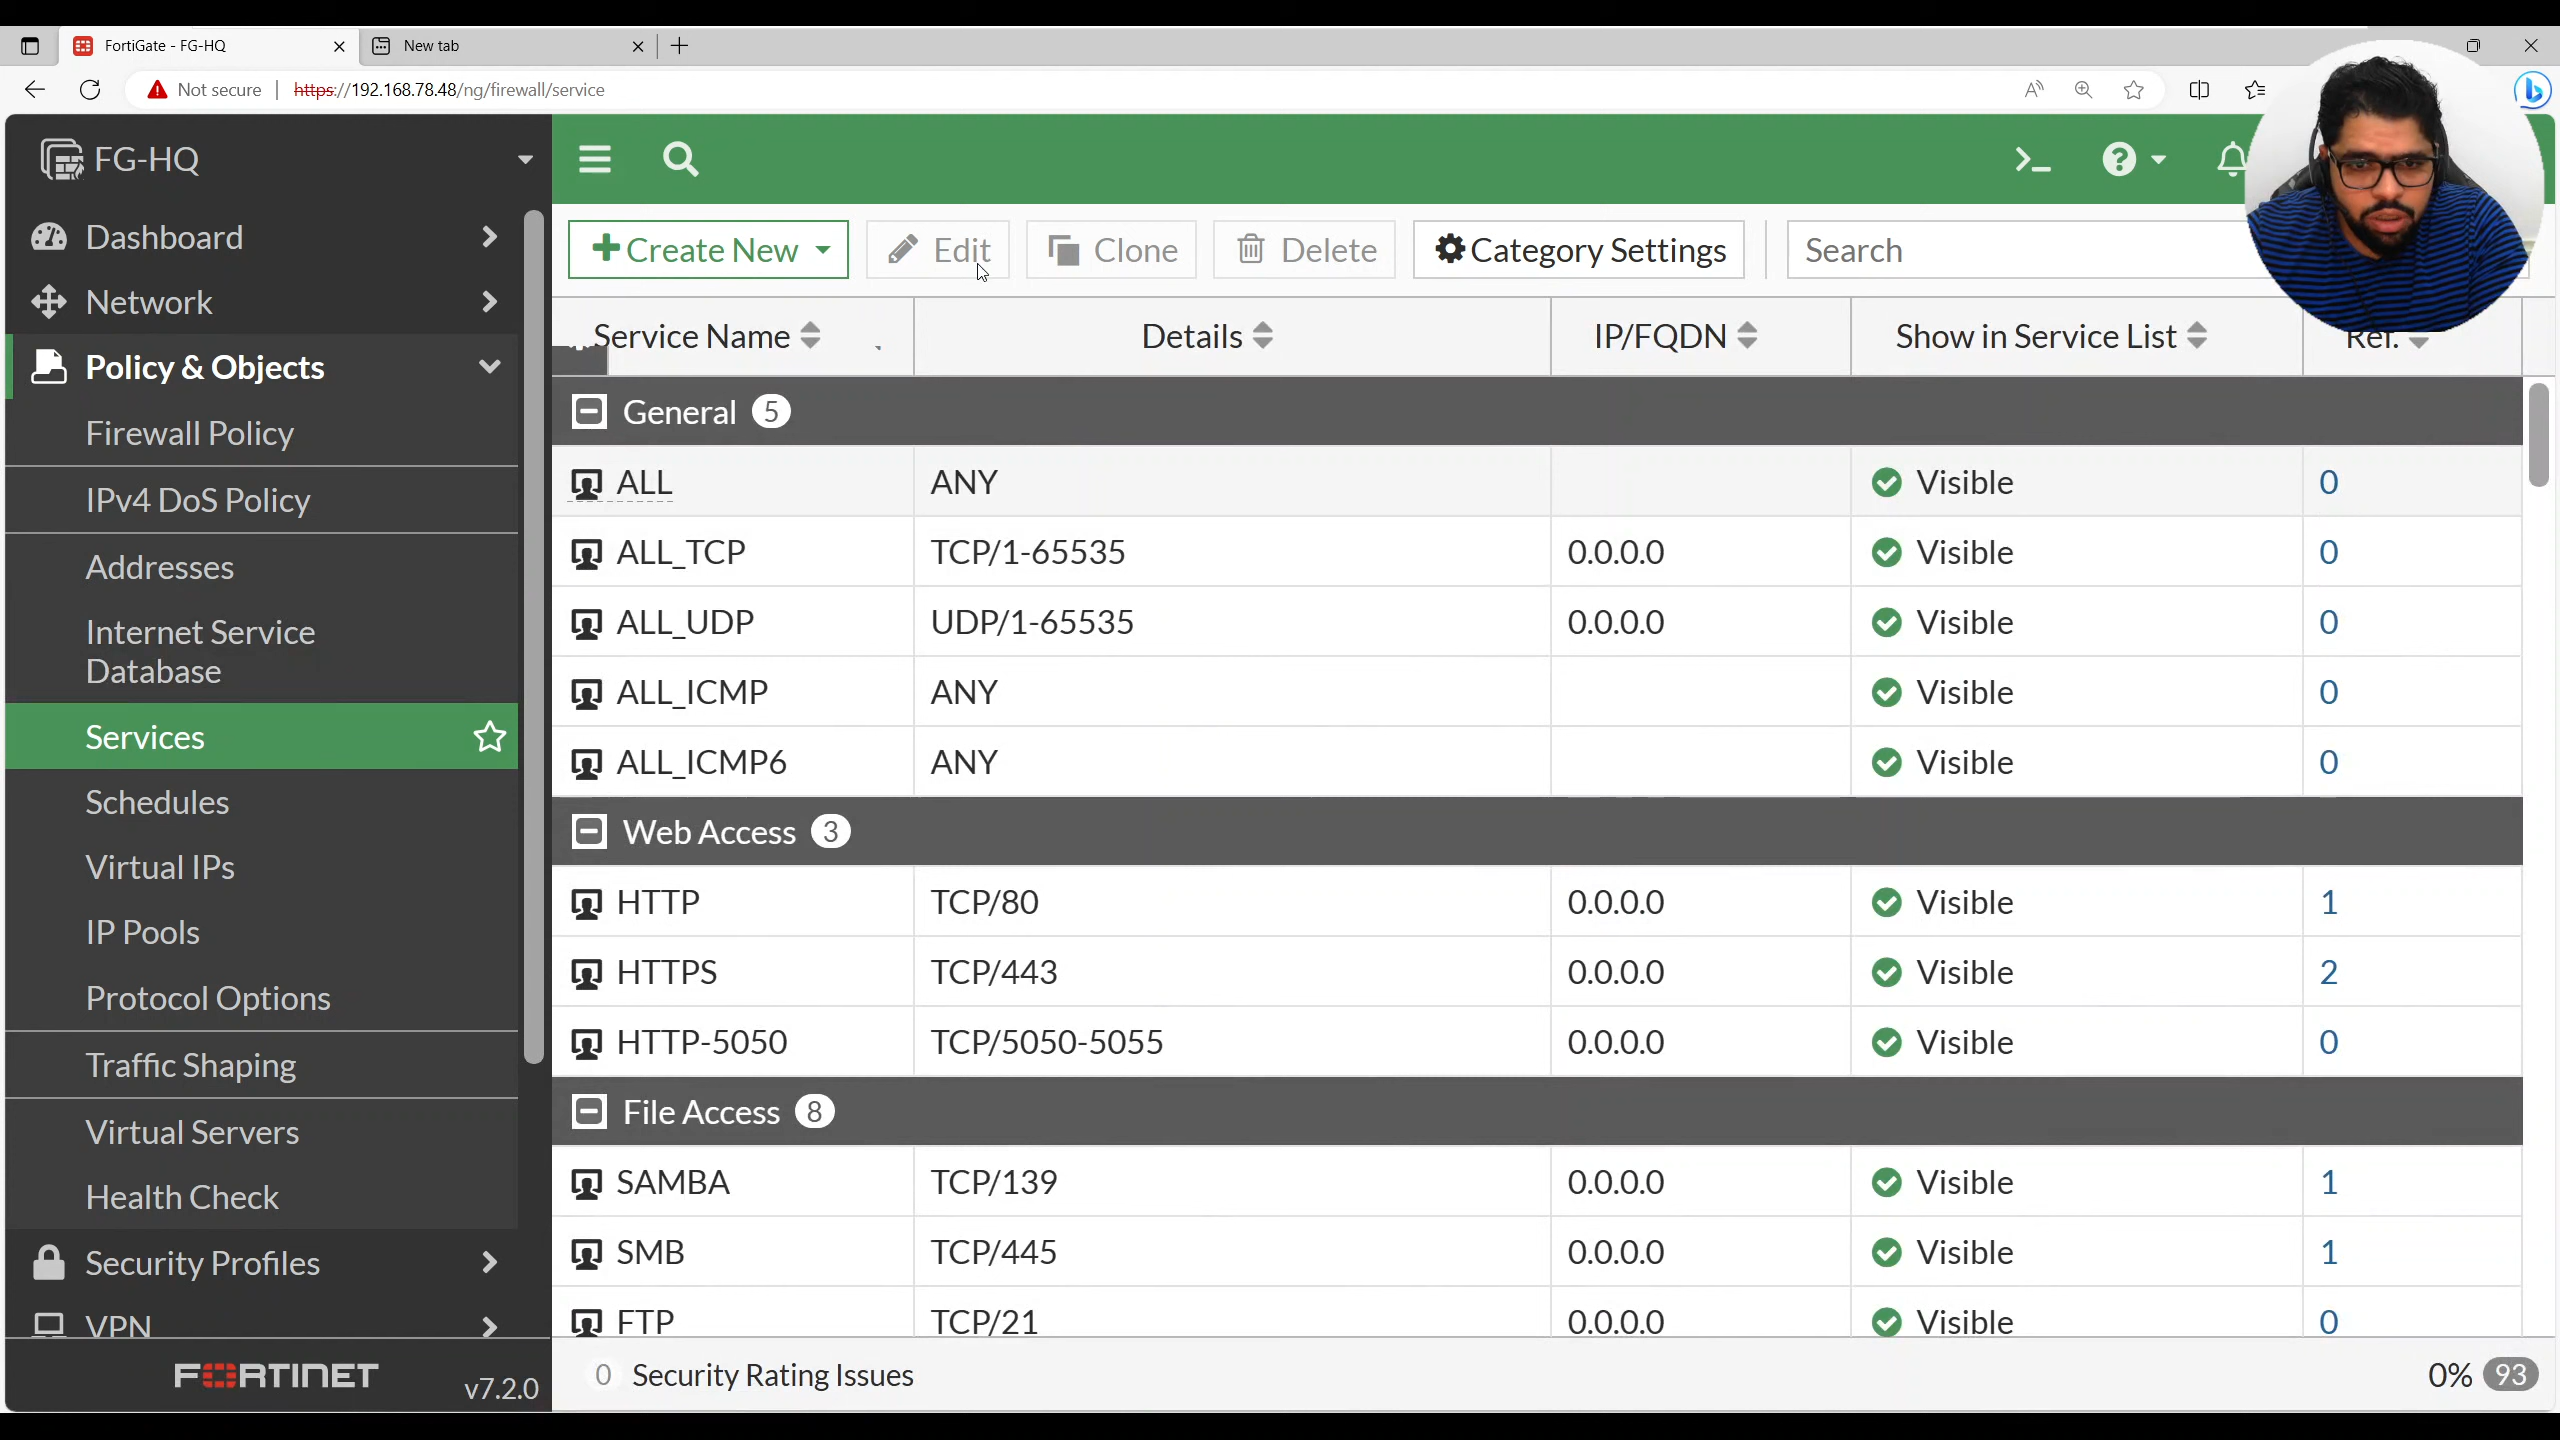 FortiGate - FG-HQ
New tab
Not secure
https://192.168.78.48/ng/firewall/service
FG-HQ
Dashboard
Network
Policy & Objects
Firewall Policy
IPv4 DoS Policy
Addresses
Internet Service
Database
Services
Schedules
Virtual IPs
IP Pools
Protocol Options
Traffic Shaping
Virtual Servers
Health Check
Security Profiles
VPN
FORTINET
v7.2.0
Create New
Edit
Clone
Delete
Category Settings
Search
Service Name Details IP/FQDN Show in Service List Ref.
General 5
ALL ANY Visible 0
ALL_TCP TCP/1-65535 0.0.0.0 Visible 0
ALL_UDP UDP/1-65535 0.0.0.0 Visible 0
ALL_ICMP ANY Visible 0
ALL_ICMP6 ANY Visible 0
Web Access 3
HTTP TCP/80 0.0.0.0 Visible 1
HTTPS TCP/443 0.0.0.0 Visible 2
HTTP-5050 TCP/5050-5055 0.0.0.0 Visible 0
File Access 8
SAMBA TCP/139 0.0.0.0 Visible 1
SMB TCP/445 0.0.0.0 Visible 1
FTP TCP/21 0.0.0.0 Visible 0
0 Security Rating Issues
0% 93